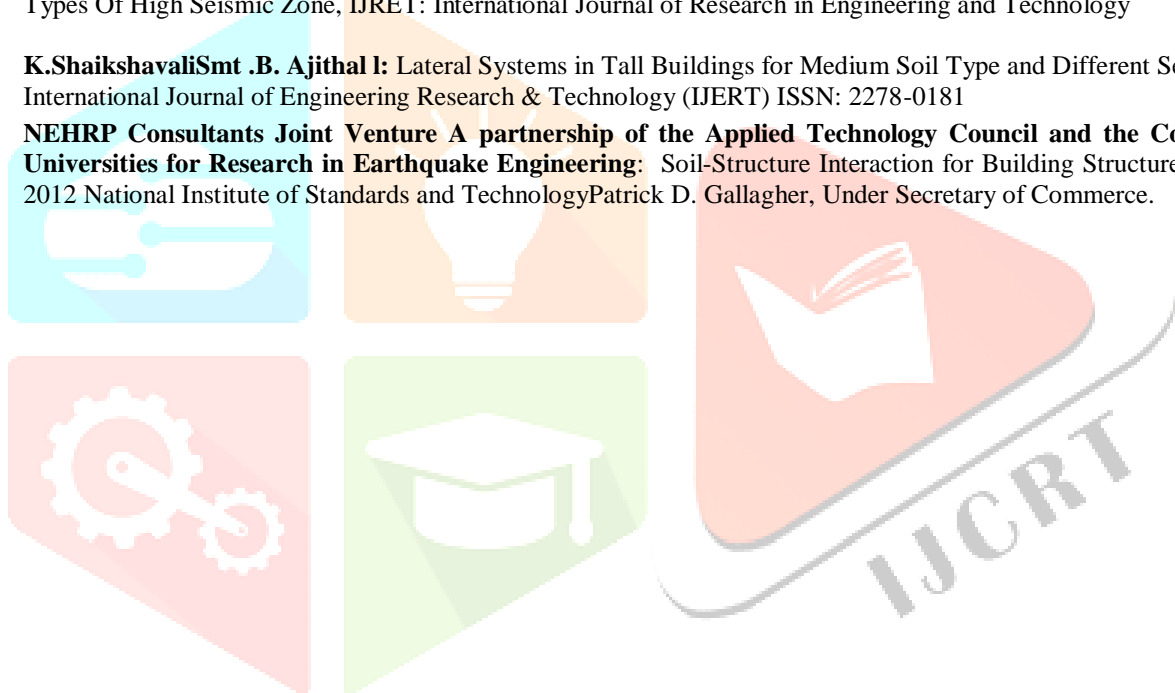 Types Of High Seismic Zone, IJRET: International Journal of Research in Engineering and Technology
K.ShaikshavaliSmt .B. Ajithal l: Lateral Systems in Tall Buildings for Medium Soil Type and Different Se
International Journal of Engineering Research & Technology (IJERT) ISSN: 2278-0181
NEHRP Consultants Joint Venture A partnership of the Applied Technology Council and the Co
Universities for Research in Earthquake Engineering: Soil-Structure Interaction for Building Structure
2012 National Institute of Standards and TechnologyPatrick D. Gallagher, Under Secretary of Commerce.
IJCRT